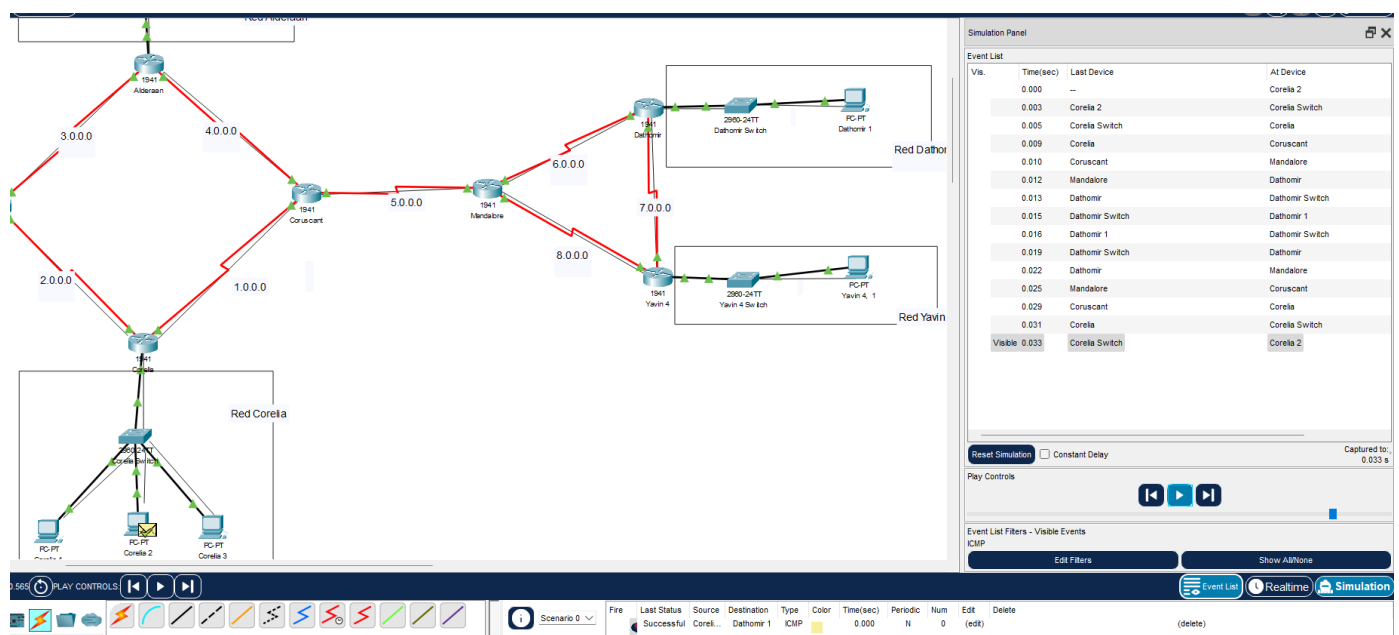 Red Alderaan
1941
Alderaan
3.0.0.0
4.0.0.0
1941
Coruscant
5.0.0.0
1941
Mandalore
6.0.0.0
1941
Dathomir
2960-24TT
Dathomir Switch
PC-PT
Dathomir 1
Red Dathor
7.0.0.0
8.0.0.0
1941
Yavin 4
2960-24TT
Yavin 4 Switch
PC-PT
Yavin 4, 1
Red Yavin
2.0.0.0
1.0.0.0
1941
Corelia
Red Corelia
2960-24TT
Corelia Switch
PC-PT
Corelia 1
PC-PT
Corelia 2
PC-PT
Corelia 3
Simulation Panel
Event List
Vis. Time(sec) Last Device At Device
0.000 -- Corelia 2
0.003 Corelia 2 Corelia Switch
0.005 Corelia Switch Corelia
0.009 Corelia Coruscant
0.010 Coruscant Mandalore
0.012 Mandalore Dathomir
0.013 Dathomir Dathomir Switch
0.015 Dathomir Switch Dathomir 1
0.016 Dathomir 1 Dathomir Switch
0.019 Dathomir Switch Dathomir
0.022 Dathomir Mandalore
0.025 Mandalore Coruscant
0.029 Coruscant Corelia
0.031 Corelia Corelia Switch
Visible 0.033 Corelia Switch Corelia 2
Reset Simulation Constant Delay Captured to:
0.033 s
Play Controls
Event List Filters - Visible Events
ICMP
Edit Filters Show All/None
.565 PLAY CONTROLS: Event List Realtime Simulation
Scenario 0
Fire Last Status Source Destination Type Color Time(sec) Periodic Num Edit Delete
Successful Coreli... Dathomir 1 ICMP 0.000 N 0 (edit) (delete)